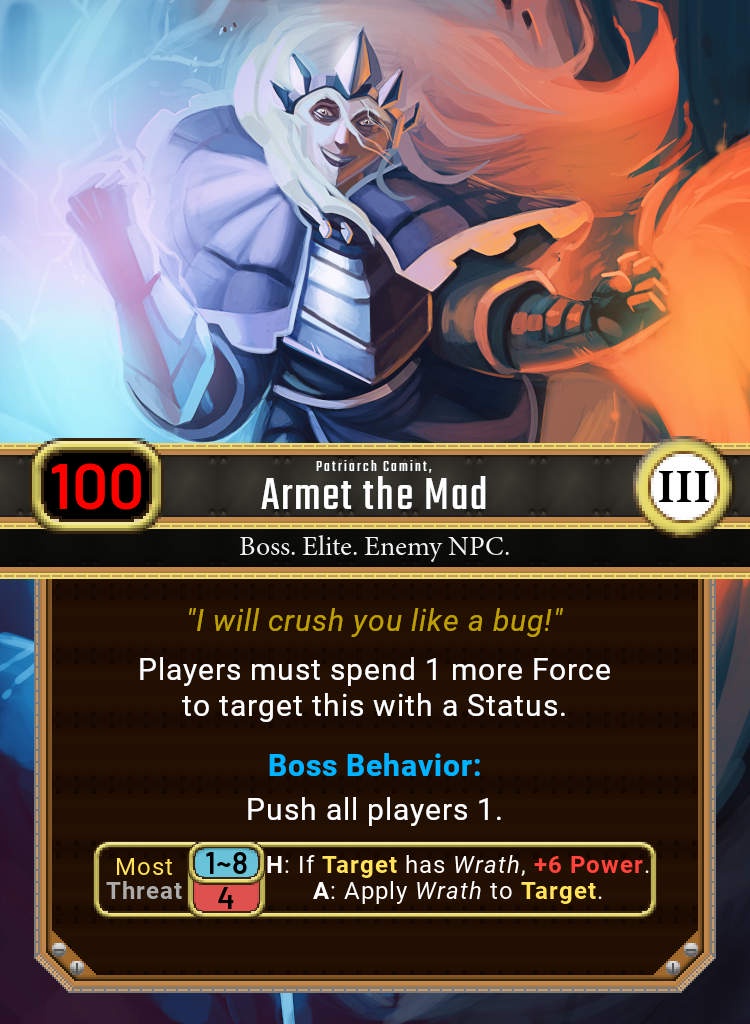 Patriarch Camint,
100
Armet the Mad
III
Boss. Elite. Enemy NPC.
"I will crush you like a bug!"
Players must spend 1 more Force
to target this with a Status.
Boss Behavior:
Push all players 1.
Most
Threat
1~8
4
H: If Target has Wrath, +6 Power.
A: Apply Wrath to Target.